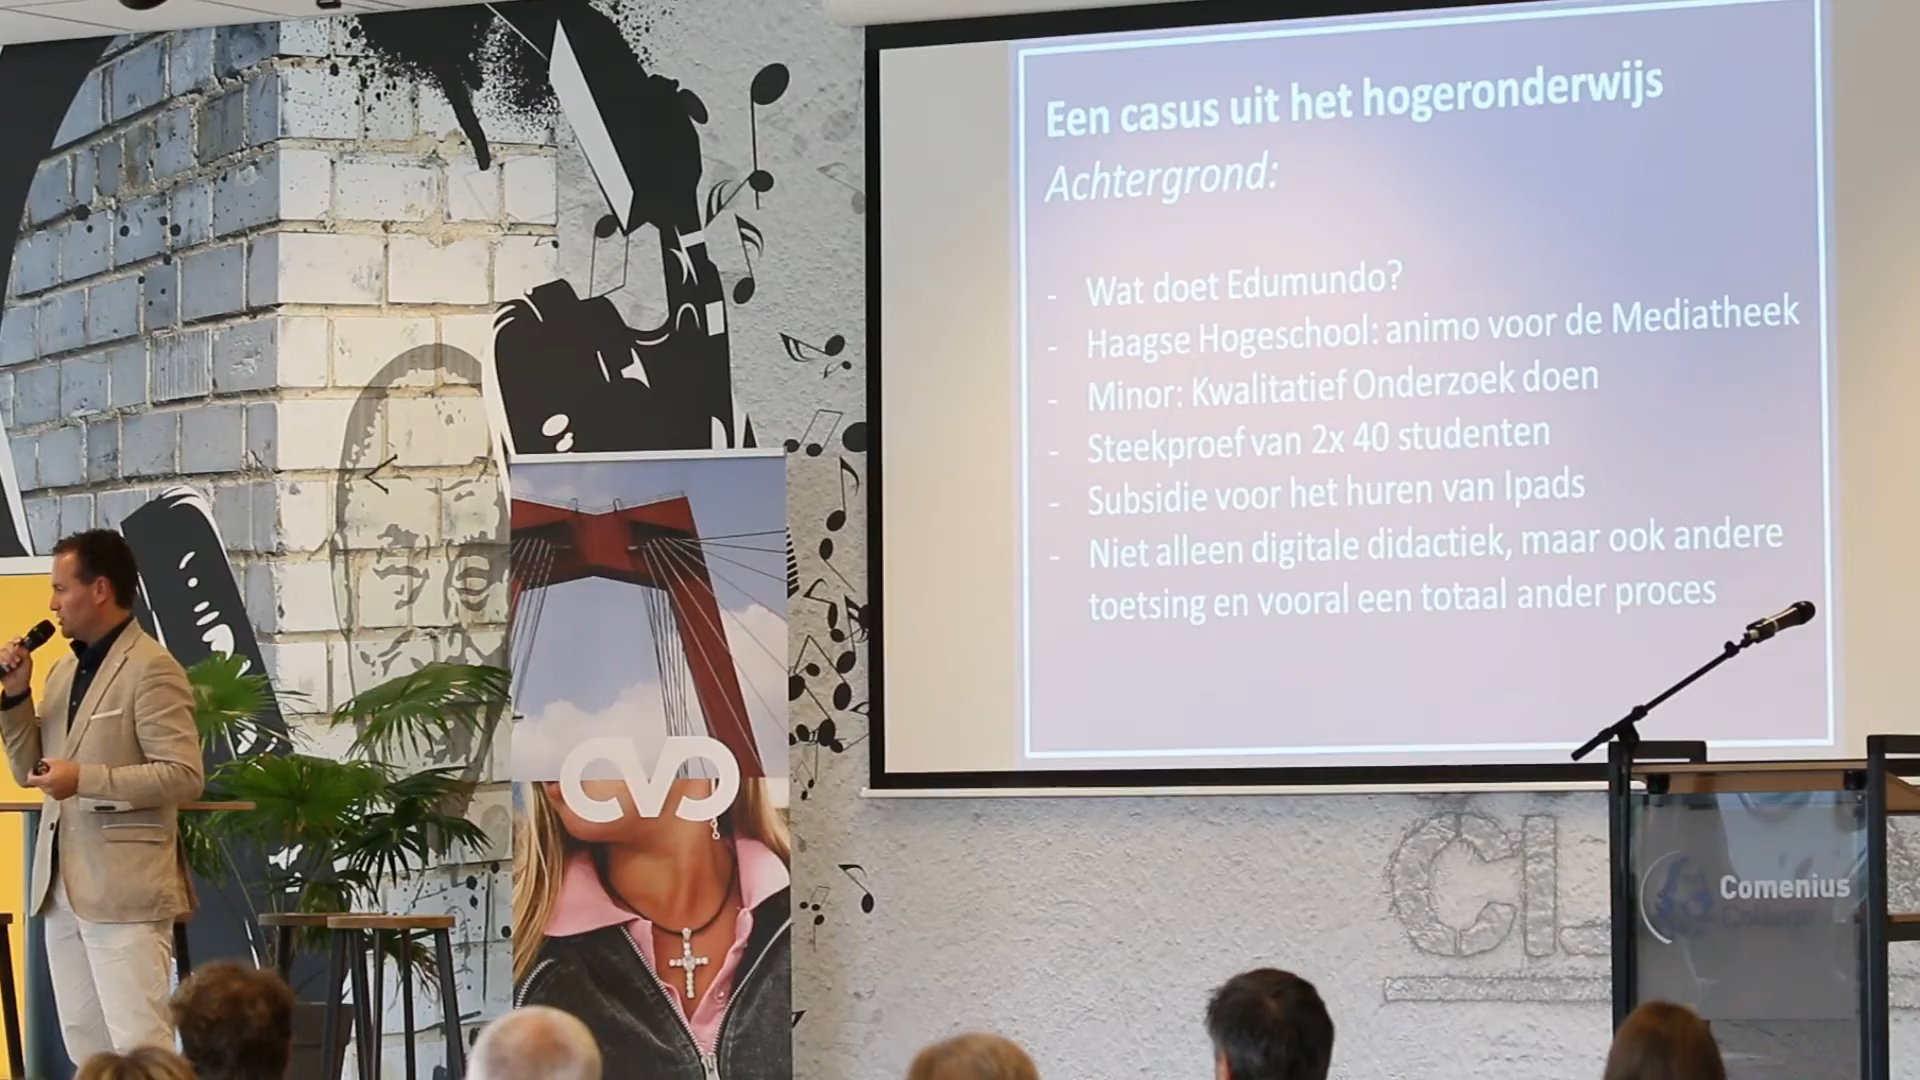 Een casus uit het hogeronderwijs
Achtergrond:
- Wat doet Edumundo?
- Haagse Hogeschool: animo voor de Mediatheek
- Minor: Kwalitatief Onderzoek doen
- Steekproef van 2x 40 studenten
- Subsidie voor het huren van Ipads
- Niet alleen digitale didactiek, maar ook andere
toetsing en vooral een totaal ander proces
CVO
Comenius
College